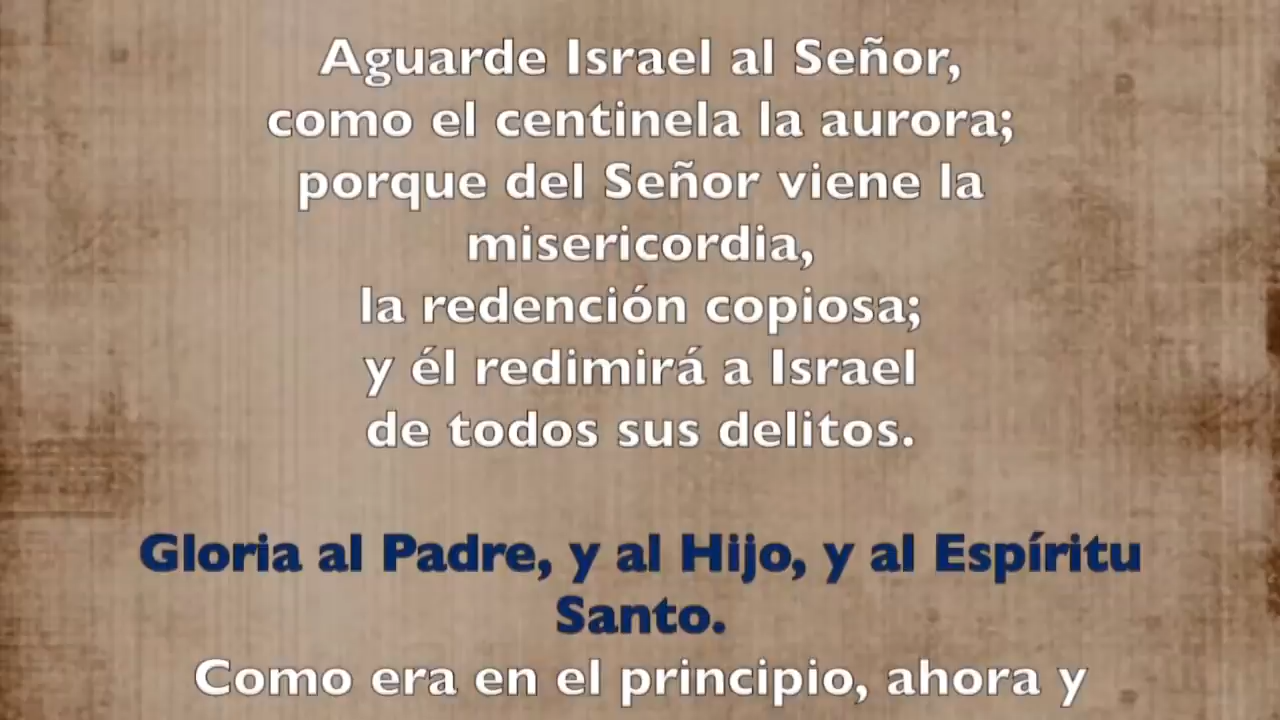 Aguarde Israel al Señor,
como el centinela la aurora;
porque del Señor viene la
misericordia,
la redención copiosa;
y él redimirá a Israel
de todos sus delitos.
Gloria al Padre, y al Hijo, y al Espíritu
Santo.
Como era en el principio, ahora y